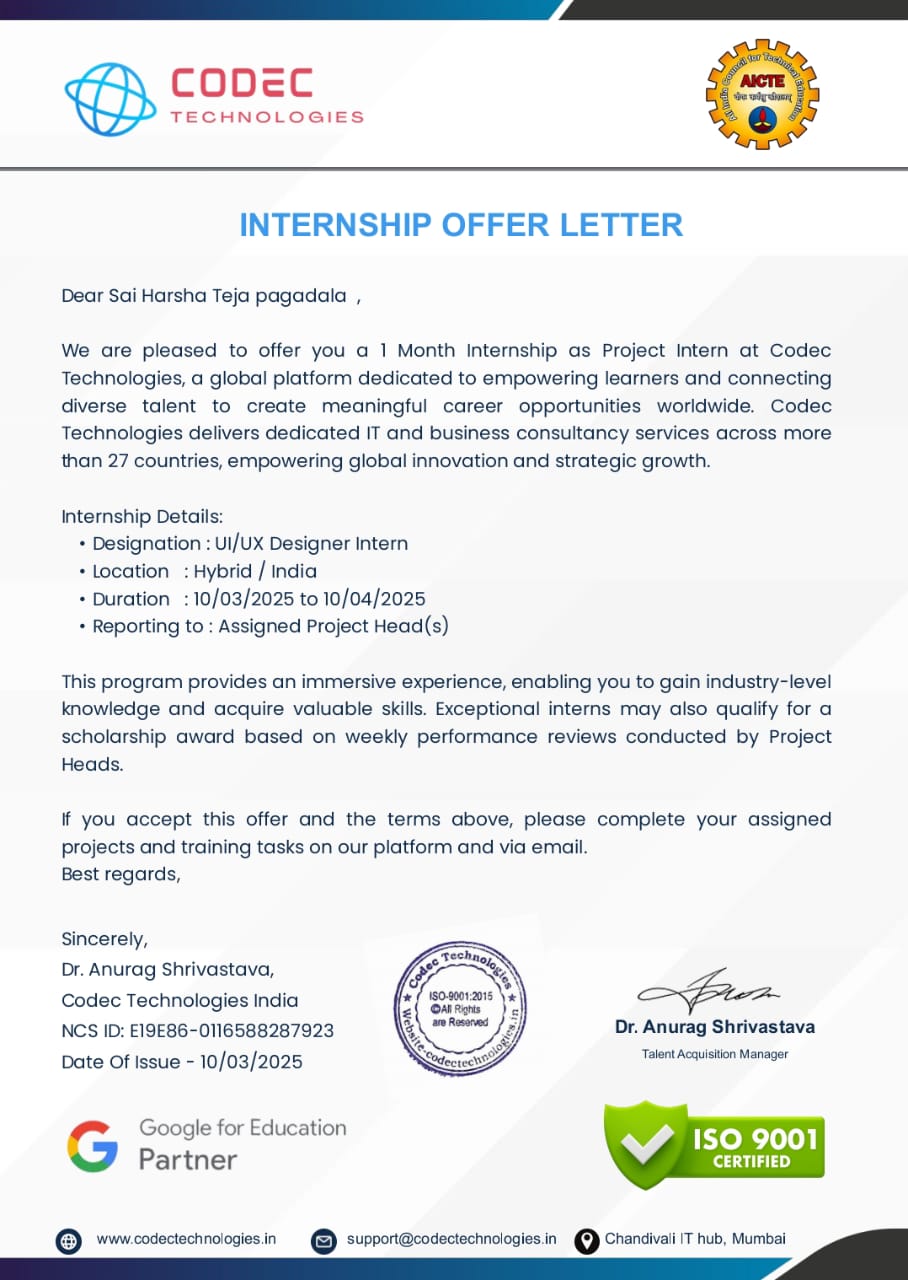 CODEC
TECHNOLOGIES
All India Council for Technical Education
AICTE
योगः कर्मसु कौशलम्
INTERNSHIP OFFER LETTER
Dear Sai Harsha Teja pagadala  ,
We are pleased to offer you a 1 Month Internship as Project Intern at Codec
Technologies, a global platform dedicated to empowering learners and connecting
diverse talent to create meaningful career opportunities worldwide. Codec
Technologies delivers dedicated IT and business consultancy services across more
than 27 countries, empowering global innovation and strategic growth.
Internship Details:
• Designation : UI/UX Designer Intern
• Location  : Hybrid / India
• Duration  : 10/03/2025 to 10/04/2025
• Reporting to : Assigned Project Head(s)
This program provides an immersive experience, enabling you to gain industry-level
knowledge and acquire valuable skills. Exceptional interns may also qualify for a
scholarship award based on weekly performance reviews conducted by Project
Heads.
If you accept this offer and the terms above, please complete your assigned
projects and training tasks on our platform and via email.
Best regards,
Sincerely,
Dr. Anurag Shrivastava,
Codec Technologies India
NCS ID: E19E86-0116588287923
Date Of Issue - 10/03/2025
Codec Technologies
ISO-9001:2015
©All Rights
are Reserved
Website-codectechnologies.in
Dr. Anurag Shrivastava
Talent Acquisition Manager
Google for Education
Partner
ISO 9001
CERTIFIED
www.codectechnologies.in
support@codectechnologies.in
Chandivali IT hub, Mumbai